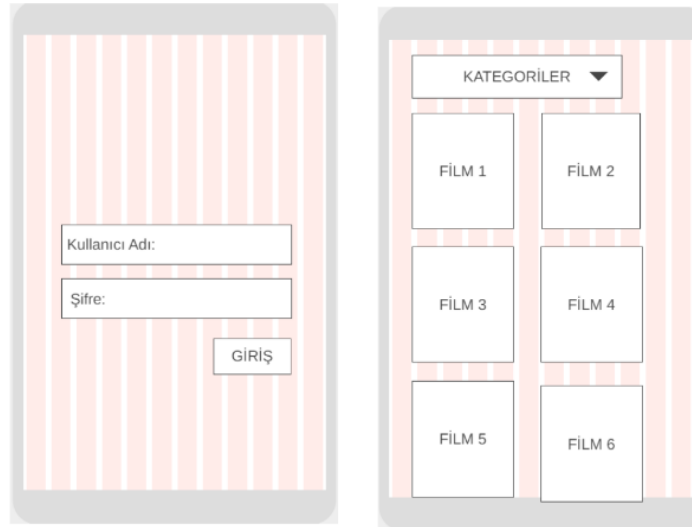 Kullanıcı Adı:
Şifre:
GİRİŞ
KATEGORİLER
FİLM 1
FİLM 2
FİLM 3
FİLM 4
FİLM 5
FİLM 6